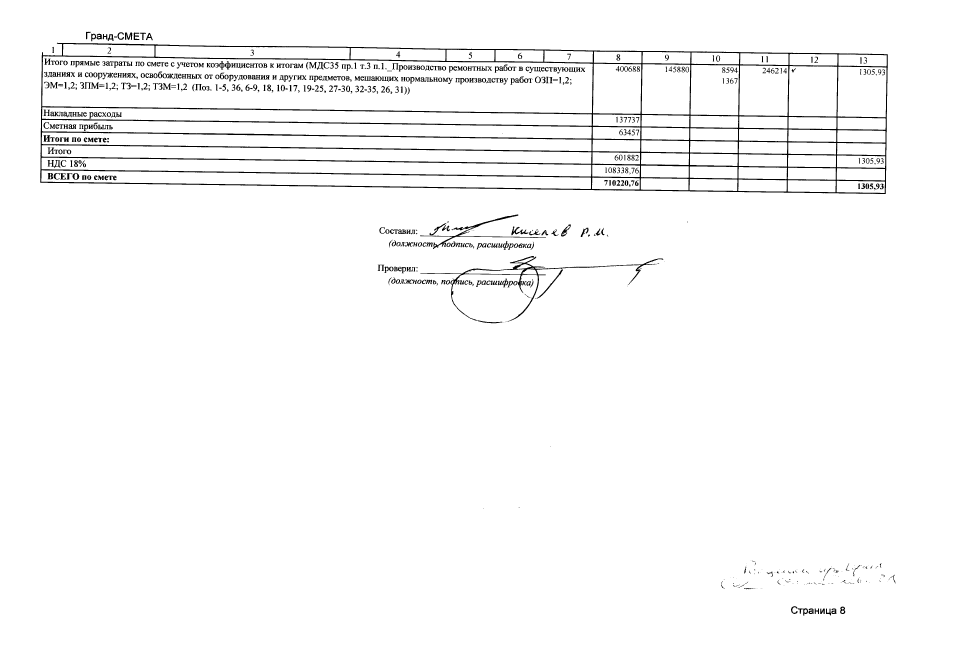 Гранд-СМЕТА
1 2 3 4 5 6 7 8 9 10 11 12 13
Итого прямые затраты по смете с учетом коэффициентов к итогам (МДС35 пр.1 т.3 п.1._Производство ремонтных работ в существующих 400688 145880 8594 246214 1305,93
зданиях и сооружениях, освобожденных от оборудования и других предметов, мешающих нормальному производству работ ОЗП=1,2; 1367
ЭМ=1,2; ЗПМ=1,2; ТЗ=1,2; ТЗМ=1,2 (Поз. 1-5, 36, 6-9, 18, 10-17, 19-25, 27-30, 32-35, 26, 31))
Накладные расходы 137737
Сметная прибыль 63457
Итоги по смете:
Итого 601882 1305,93
НДС 18% 108338,76
ВСЕГО по смете 710220,76 1305,93
Составил: Киселев Р.М.
(должность, подпись, расшифровка)
Проверил:
(должность, подпись, расшифровка)
Страница 8